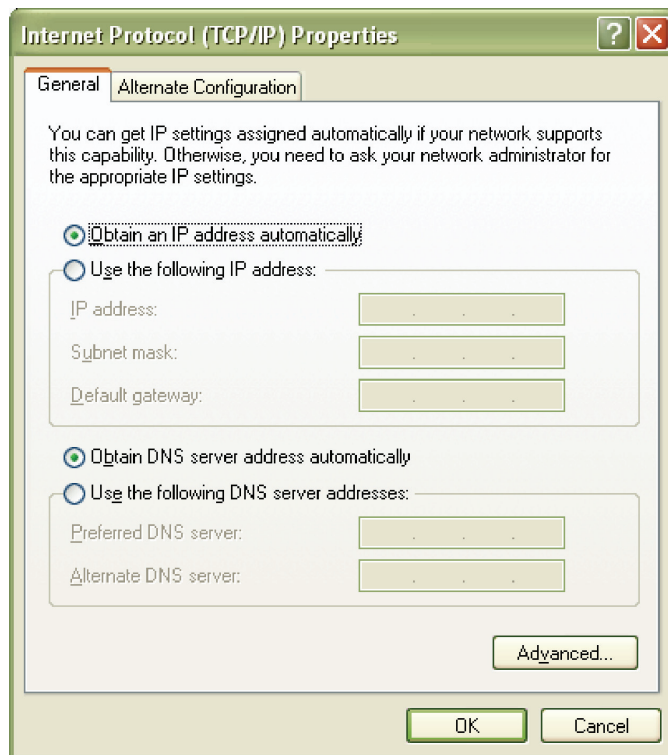 Internet Protocol (TCP/IP) Properties
General
Alternate Configuration
You can get IP settings assigned automatically if your network supports
this capability. Otherwise, you need to ask your network administrator for
the appropriate IP settings.
Obtain an IP address automatically
Use the following IP address:
IP address:
Subnet mask:
Default gateway:
Obtain DNS server address automatically
Use the following DNS server addresses:
Preferred DNS server:
Alternate DNS server:
Advanced...
OK
Cancel